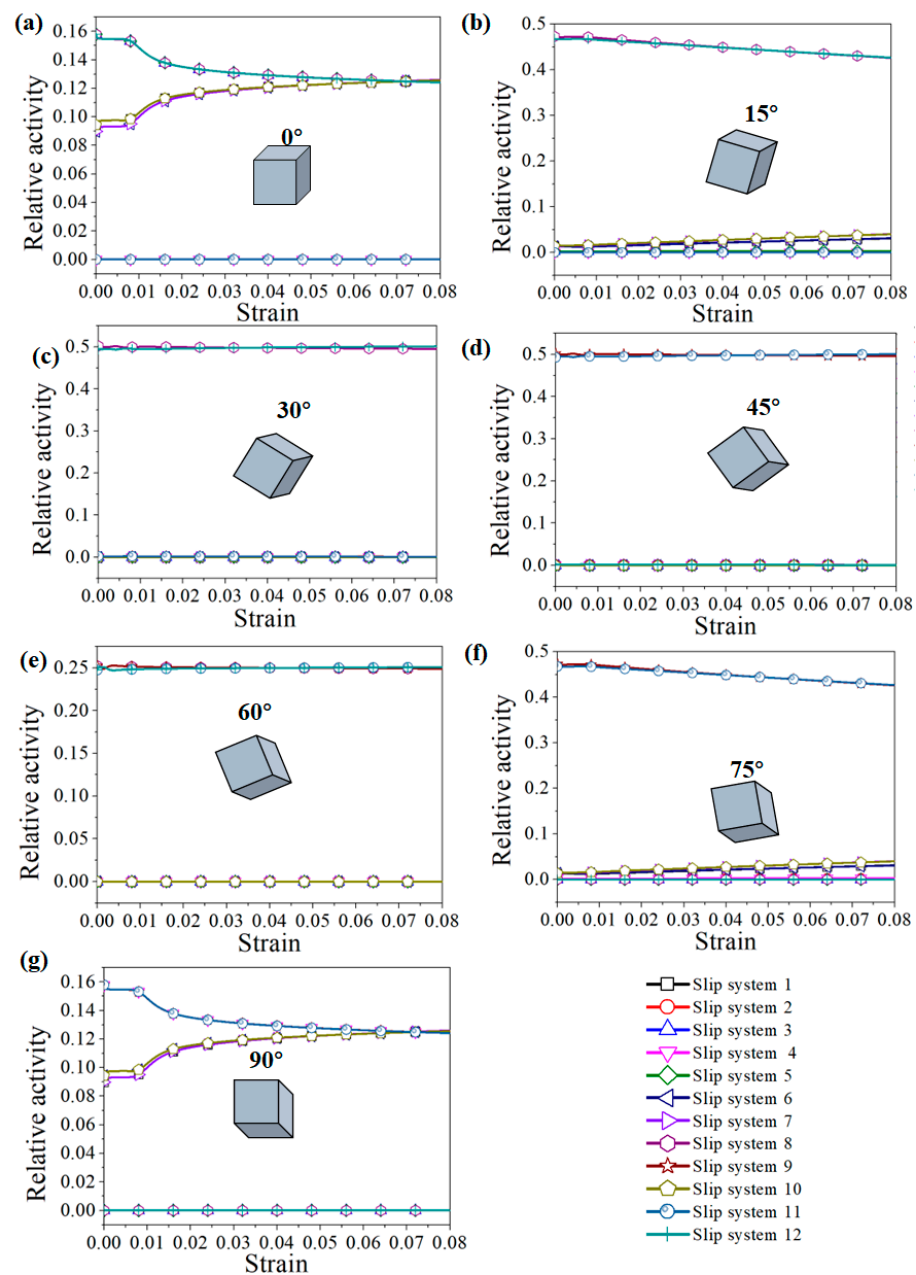 (a)
0.16
0.14
0.12
0.10
0.08
0.06
0.04
0.02
0.00
Relative activity
0°
0.00 0.01 0.02 0.03 0.04 0.05 0.06 0.07 0.08
Strain
(b)
0.5
0.4
0.3
0.2
0.1
0.0
Relative activity
15°
0.00 0.01 0.02 0.03 0.04 0.05 0.06 0.07 0.08
Strain
(c)
0.5
0.4
0.3
0.2
0.1
0.0
Relative activity
30°
0.00 0.01 0.02 0.03 0.04 0.05 0.06 0.07 0.08
Strain
(d)
0.5
0.4
0.3
0.2
0.1
0.0
Relative activity
45°
0.00 0.01 0.02 0.03 0.04 0.05 0.06 0.07 0.08
Strain
(e)
0.25
0.20
0.15
0.10
0.05
0.00
Relative activity
60°
0.00 0.01 0.02 0.03 0.04 0.05 0.06 0.07 0.08
Strain
(f)
0.5
0.4
0.3
0.2
0.1
0.0
Relative activity
75°
0.00 0.01 0.02 0.03 0.04 0.05 0.06 0.07 0.08
Strain
(g)
0.16
0.14
0.12
0.10
0.08
0.06
0.04
0.02
0.00
Relative activity
90°
0.00 0.01 0.02 0.03 0.04 0.05 0.06 0.07 0.08
Strain
Slip system 1
Slip system 2
Slip system 3
Slip system 4
Slip system 5
Slip system 6
Slip system 7
Slip system 8
Slip system 9
Slip system 10
Slip system 11
Slip system 12